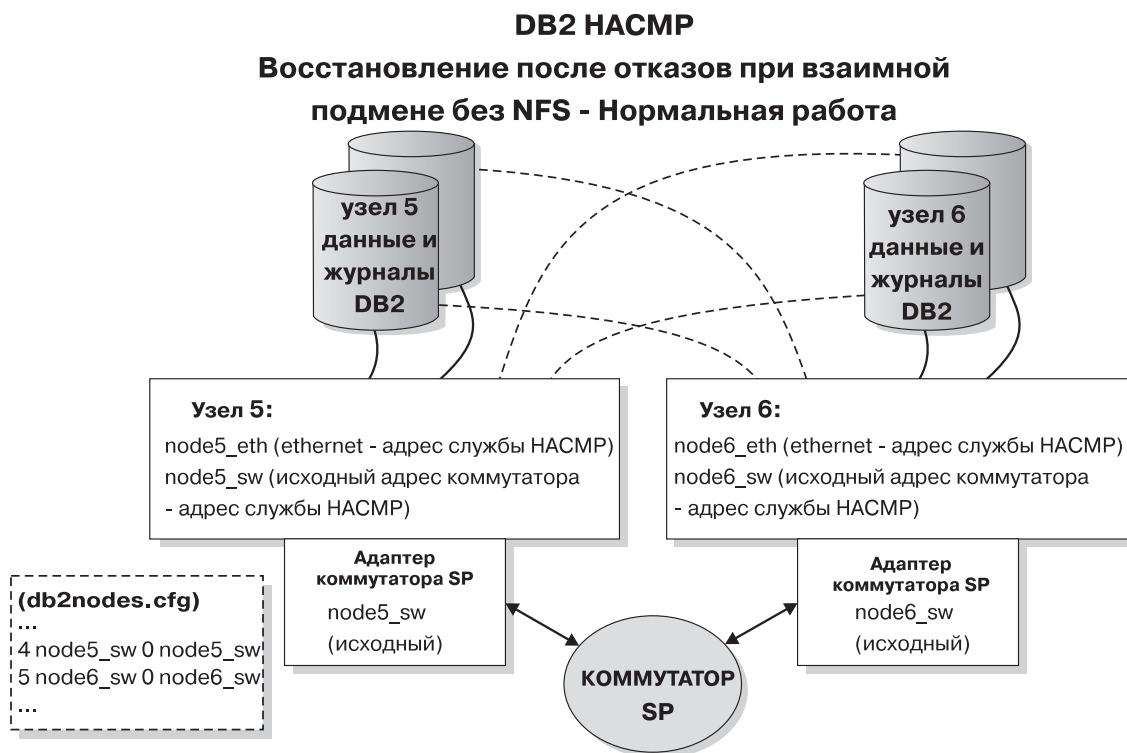 DB2 HACMP
Восстановление после отказов при взаимной
подмене без NFS - Нормальная работа
узел 5
данные и
журналы
DB2
узел 6
данные и
журналы
DB2
Узел 5:
node5_eth (ethernet - адрес службы HACMP)
node5_sw (исходный адрес коммутатора
- адрес службы HACMP)
Узел 6:
node6_eth (ethernet - адрес службы HACMP)
node6_sw (исходный адрес коммутатора
- адрес службы HACMP)
Адаптер
коммутатора SP
node5_sw
(исходный)
Адаптер
коммутатора SP
node6_sw
(исходный)
(db2nodes.cfg)
...
4 node5_sw 0 node5_sw
5 node6_sw 0 node6_sw
...
КОММУТАТОР
SP